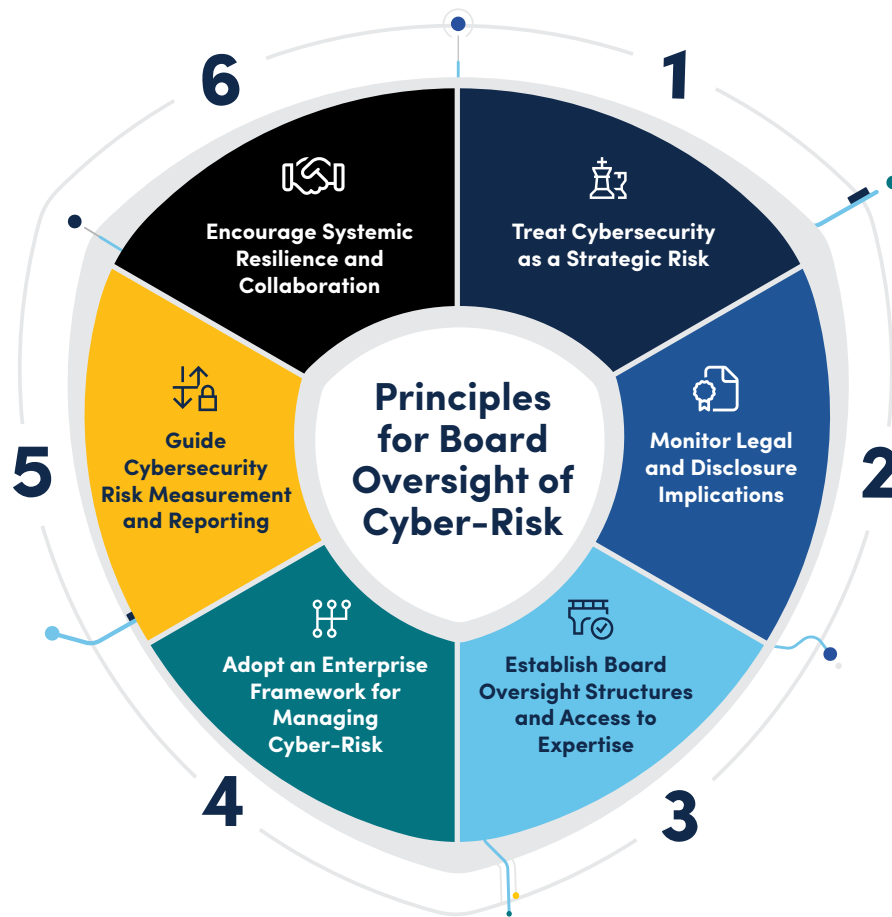 Principles
for Board
Oversight of
Cyber-Risk
1
Treat Cybersecurity
as a Strategic Risk
2
Monitor Legal
and Disclosure
Implications
3
Establish Board
Oversight Structures
and Access to
Expertise
4
Adopt an Enterprise
Framework for
Managing
Cyber-Risk
5
Guide
Cybersecurity
Risk Measurement
and Reporting
6
Encourage Systemic
Resilience and
Collaboration